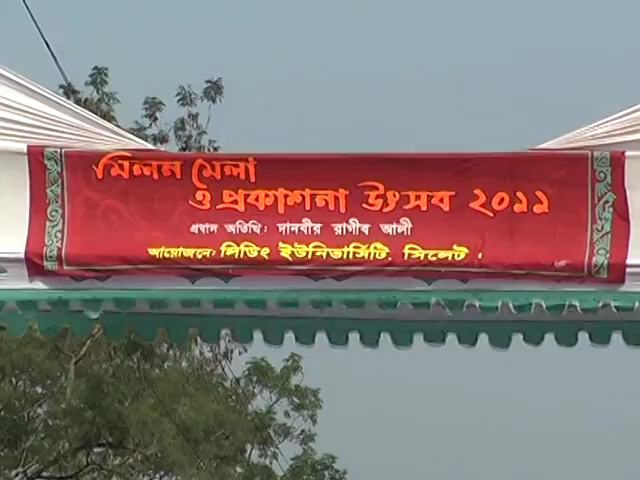 মিলন মেলা
ও প্রকাশনা উৎসব ২০১১
প্রধান অতিথি: দানবীর রাগীব আলী
আয়োজনে: লিডিং ইউনিভার্সিটি, সিলেট।